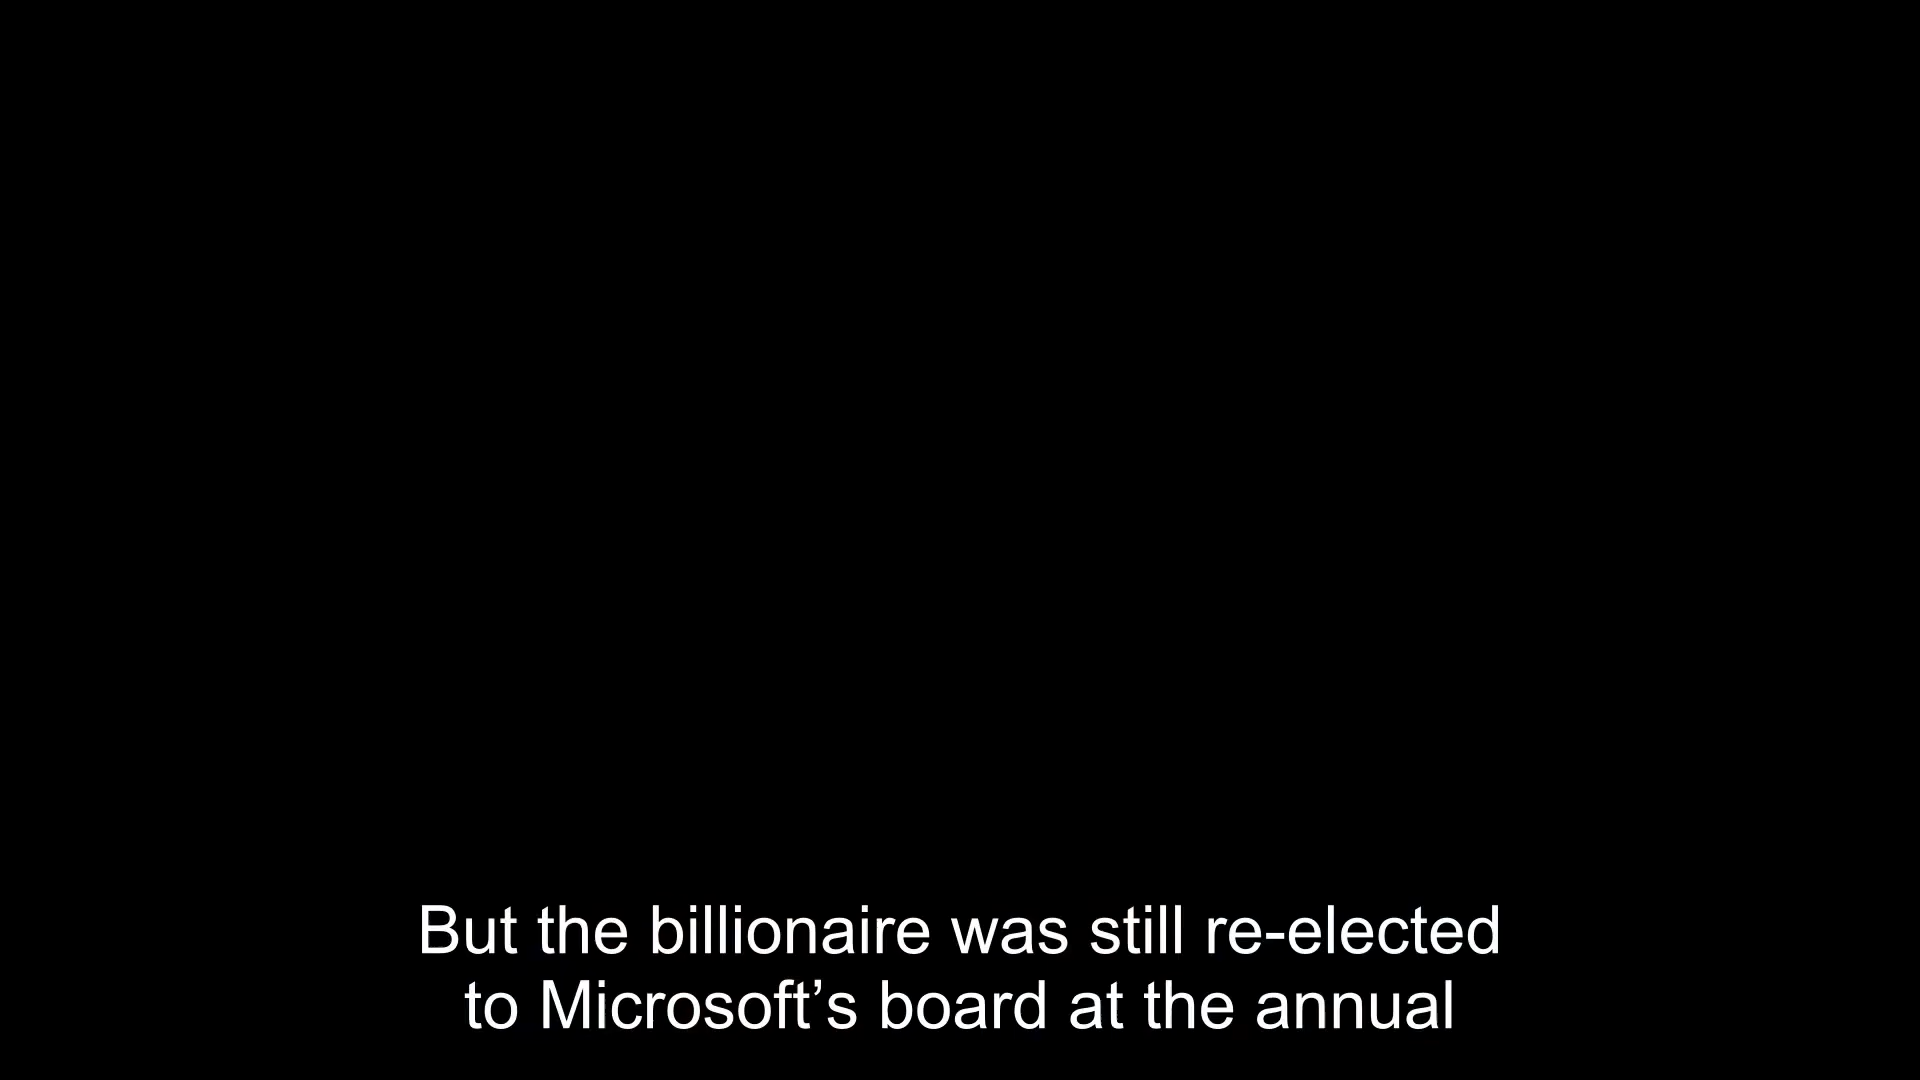 But the billionaire was still re-elected
to Microsoft’s board at the annual